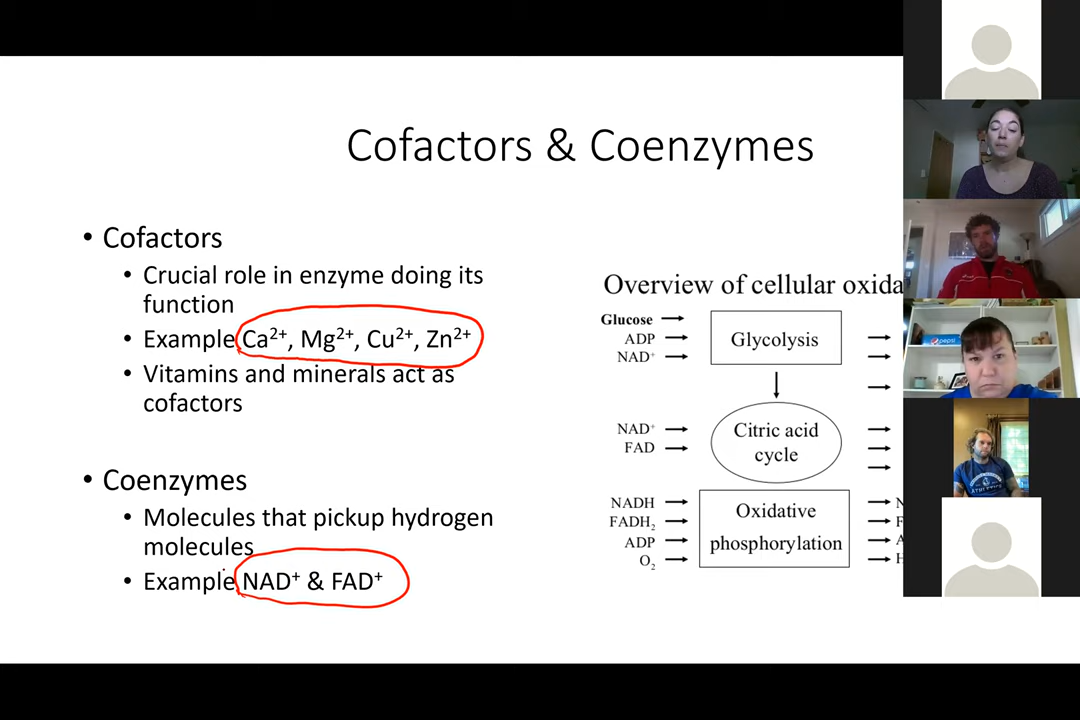 Cofactors & Coenzymes
• Cofactors
• Crucial role in enzyme doing its
function
• Example Ca²⁺, Mg²⁺, Cu²⁺, Zn²⁺
• Vitamins and minerals act as
cofactors
• Coenzymes
• Molecules that pickup hydrogen
molecules
• Example NAD⁺ & FAD⁺
Overview of cellular oxida
Glucose
ADP
NAD⁺
Glycolysis
NAD⁺
FAD
Citric acid
cycle
NADH
FADH₂
ADP
O₂
Oxidative
phosphorylation
N
F
A
H
pepsi
ATHLETICS